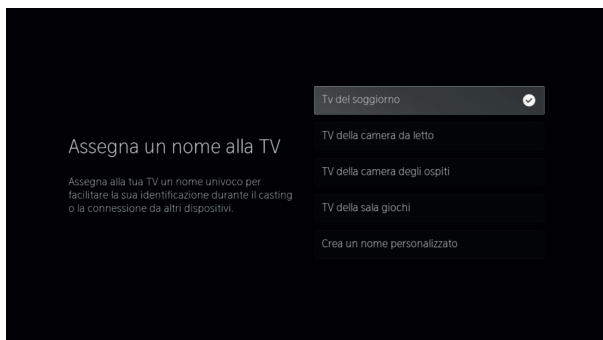 Assegna un nome alla TV
Assegna alla tua TV un nome univoco per
facilitare la sua identificazione durante il casting
o la connessione da altri dispositivi.
Tv del soggiorno
TV della camera da letto
TV della camera degli ospiti
TV della sala giochi
Crea un nome personalizzato